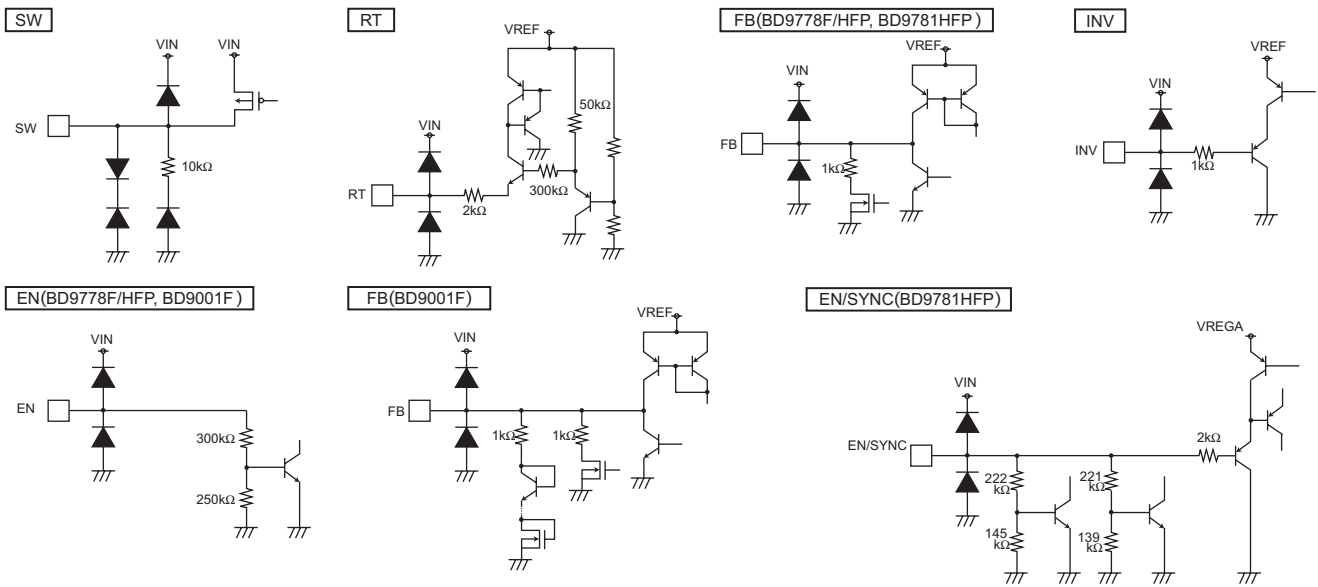 SW
VIN
VIN
SW
10kΩ
RT
VREF
50kΩ
VIN
300kΩ
RT
2kΩ
FB(BD9778F/HFP, BD9781HFP)
VREF
VIN
FB
1kΩ
INV
VREF
VIN
INV
1kΩ
EN(BD9778F/HFP, BD9001F)
VIN
EN
300kΩ
250kΩ
FB(BD9001F)
VREF
VIN
FB
1kΩ
1kΩ
EN/SYNC(BD9781HFP)
VREGA
VIN
EN/SYNC
2kΩ
222
kΩ
221
kΩ
145
kΩ
139
kΩ